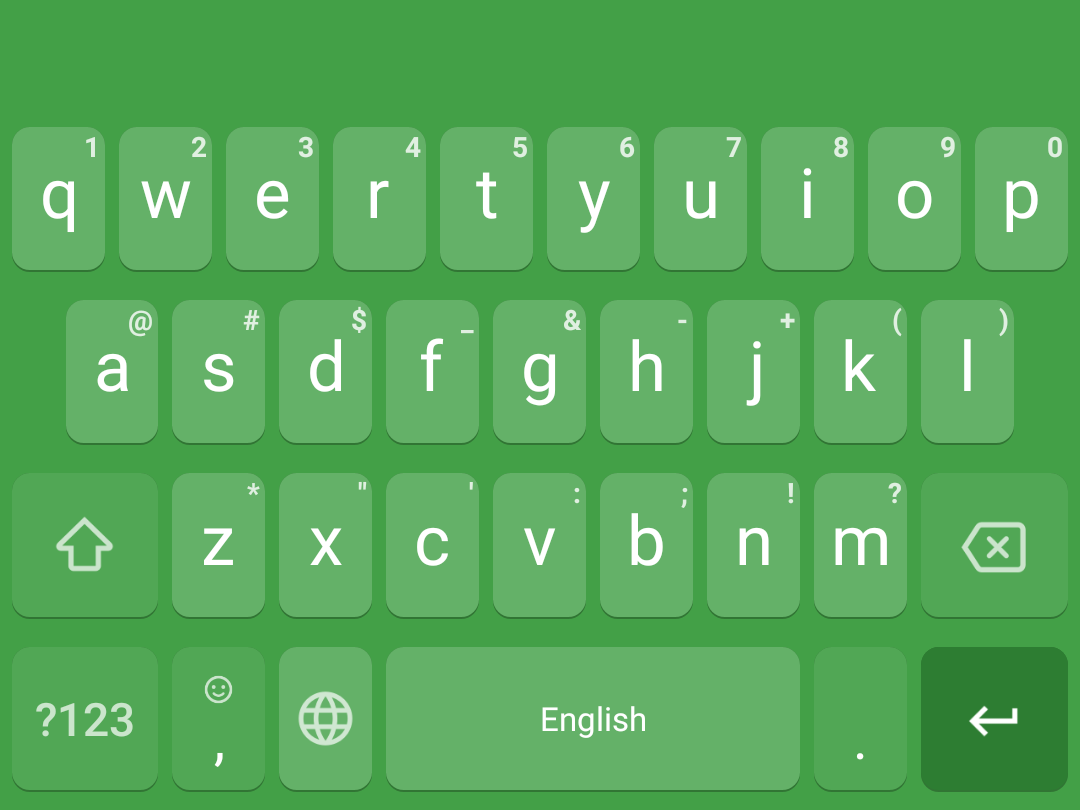 1 2 3 4 5 6 7 8 9 0
q w e r t y u i o p
@ # $ _ & - + ( )
a s d f g h j k l
* " ' : ; ! ?
z x c v b n m
?123 , English .